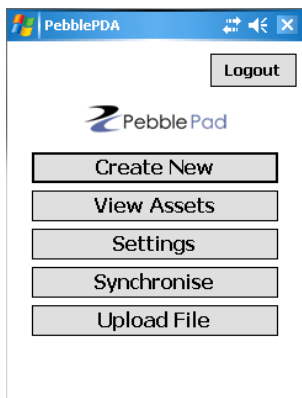 PebblePDA
Logout
PebblePad
Create New
View Assets
Settings
Synchronise
Upload File